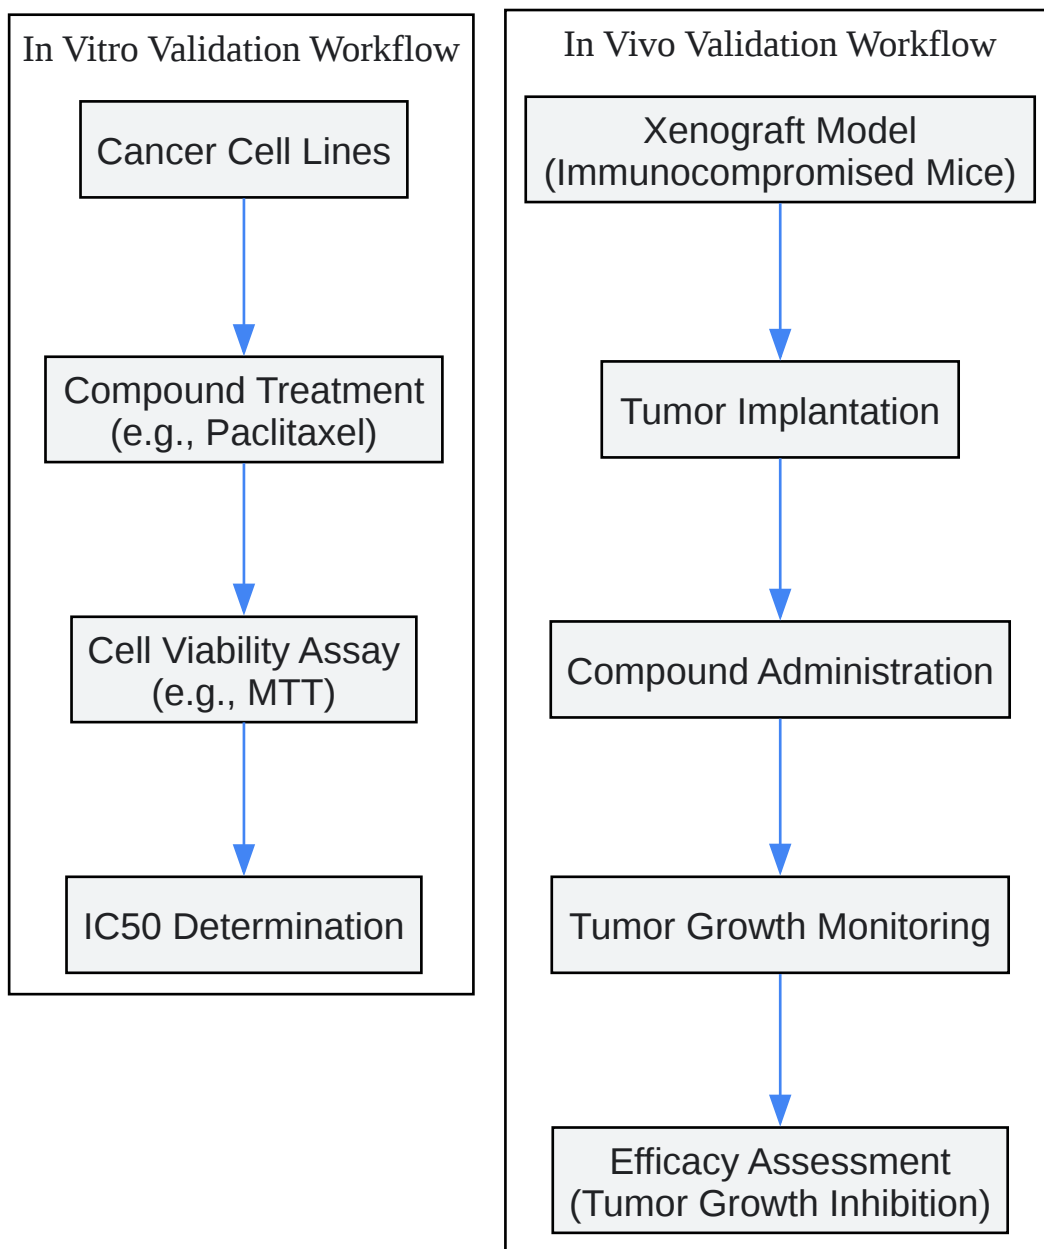 In Vitro Validation Workflow
Cancer Cell Lines
Compound Treatment
(e.g., Paclitaxel)
Cell Viability Assay
(e.g., MTT)
IC50 Determination
In Vivo Validation Workflow
Xenograft Model
(Immunocompromised Mice)
Tumor Implantation
Compound Administration
Tumor Growth Monitoring
Efficacy Assessment
(Tumor Growth Inhibition)